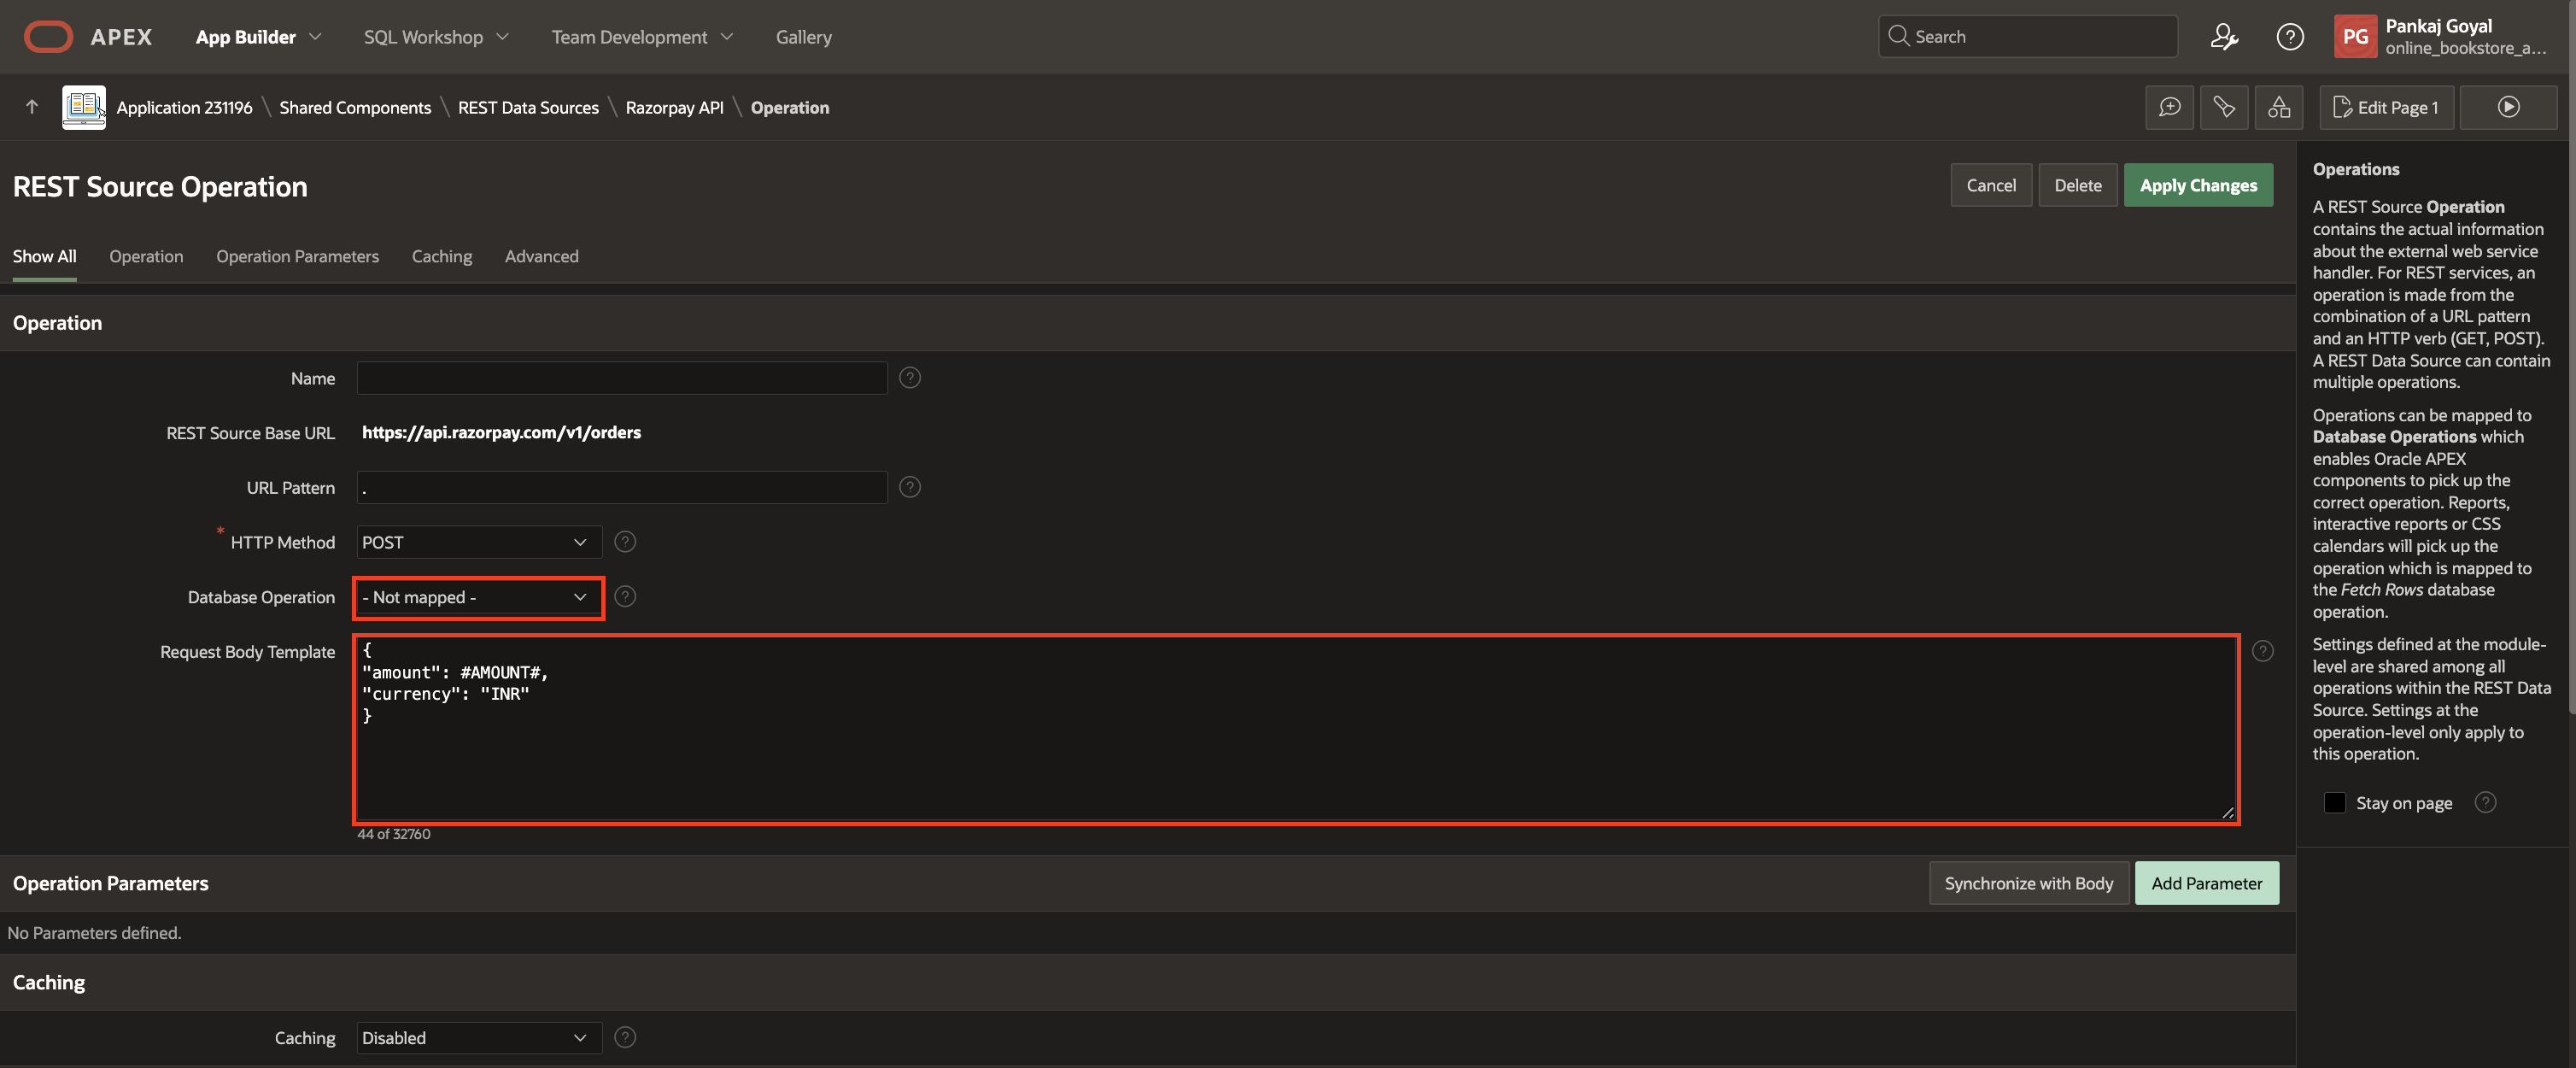 APEX App Builder SQL Workshop Team Development Gallery Search PG Pankaj Goyal
online_bookstore_a...
Application 231196 \ Shared Components \ REST Data Sources \ Razorpay API \ Operation Edit Page 1
REST Source Operation Cancel Delete Apply Changes
Show All Operation Operation Parameters Caching Advanced
Operation
Name
REST Source Base URL https://api.razorpay.com/v1/orders
URL Pattern .
* HTTP Method POST
Database Operation - Not mapped -
Request Body Template {
"amount": #AMOUNT#,
"currency": "INR"
}
44 of 32760
Operation Parameters Synchronize with Body Add Parameter
No Parameters defined.
Caching
Caching Disabled
Operations
A REST Source Operation
contains the actual information
about the external web service
handler. For REST services, an
operation is made from the
combination of a URL pattern
and an HTTP verb (GET, POST).
A REST Data Source can contain
multiple operations.
Operations can be mapped to
Database Operations which
enables Oracle APEX
components to pick up the
correct operation. Reports,
interactive reports or CSS
calendars will pick up the
operation which is mapped to
the Fetch Rows database
operation.
Settings defined at the module-
level are shared among all
operations within the REST Data
Source. Settings at the
operation-level only apply to
this operation.
Stay on page